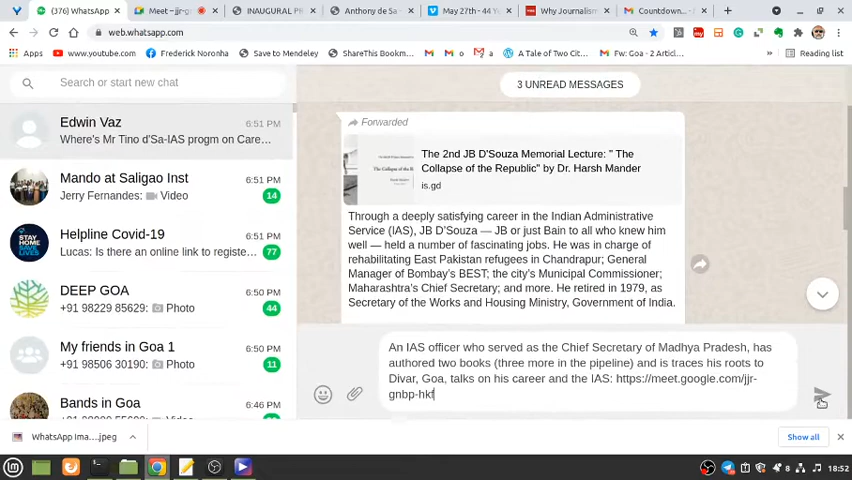 (376) WhatsApp
Meet – jjr-g
INAUGURAL PR
Anthony de Sa -
May 27th - 44 Y
Why Journalism
Countdown...
web.whatsapp.com
Apps
www.youtube.com
Frederick Noronha
Save to Mendeley
ShareThis Bookm...
m
o
a
A Tale of Two Cit...
Fw: Goa - 2 Articl...
»
Reading list
Search or start new chat
3 UNREAD MESSAGES
Edwin Vaz
6:51 PM
Where's Mr Tino d'Sa-IAS progm on Care...
Mando at Saligao Inst
6:51 PM
Jerry Fernandes: Video
14
Helpline Covid-19
6:51 PM
Lucas: Is there an online link to registe...
77
STAY HOME SAVE LIVES
DEEP GOA
6:50 PM
+91 98229 85629: Photo
44
My friends in Goa 1
6:50 PM
+91 98506 30190: Photo
11
Bands in Goa
6:46 PM
Forwarded
The 2nd JB D'Souza Memorial Lecture: " The
Collapse of the Republic" by Dr. Harsh Mander
is.gd
Through a deeply satisfying career in the Indian Administrative
Service (IAS), JB D'Souza — JB or just Bain to all who knew him
well — held a number of fascinating jobs. He was in charge of
rehabilitating East Pakistan refugees in Chandrapur; General
Manager of Bombay's BEST; the city's Municipal Commissioner;
Maharashtra's Chief Secretary; and more. He retired in 1979, as
Secretary of the Works and Housing Ministry, Government of India.
An IAS officer who served as the Chief Secretary of Madhya Pradesh, has
authored two books (three more in the pipeline) and is traces his roots to
Divar, Goa, talks on his career and the IAS: https://meet.google.com/jjr-
gnbp-hkf
WhatsApp Ima....jpeg
Show all
8
18:52